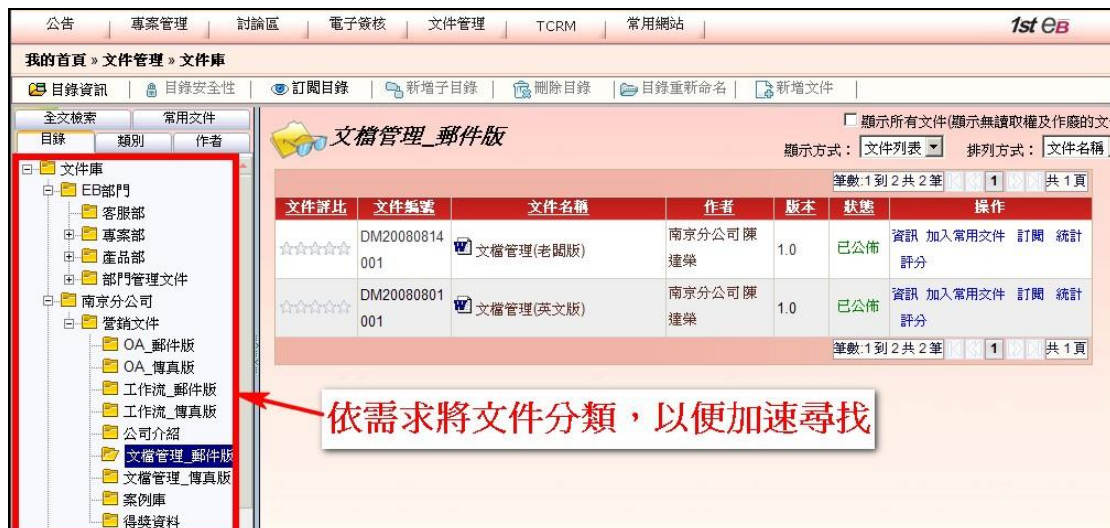 公告 專案管理 討論區 電子簽核 文件管理 TCRM 常用網站 1st eB
我的首頁 » 文件管理 » 文件庫
目錄資訊 目錄安全性 訂閱目錄 新增子目錄 刪除目錄 目錄重新命名 新增文件
全文檢索 常用文件
目錄 類別 作者
文件庫
EB部門
客服部
專案部
產品部
部門管理文件
南京分公司
營銷文件
OA_郵件版
OA_傳真版
工作流_郵件版
工作流_傳真版
公司介紹
文檔管理_郵件版
文檔管理_傳真版
案例庫
得獎資料
文檔管理_郵件版
顯示所有文件(顯示無讀取權及作廢的文
顯示方式： 文件列表 排列方式： 文件名稱
筆數:1 到 2 共 2 筆 1 共 1 頁
文件評比 文件編號 文件名稱 作者 版本 狀態 操作
DM20080814
001
文檔管理(老闆版)
南京分公司 陳
達榮
1.0
已公佈
資訊 加入常用文件 訂閱 統計
評分
DM20080801
001
文檔管理(英文版)
南京分公司 陳
達榮
1.0
已公佈
資訊 加入常用文件 訂閱 統計
評分
筆數:1 到 2 共 2 筆 1 共 1 頁
依需求將文件分類，以便加速尋找